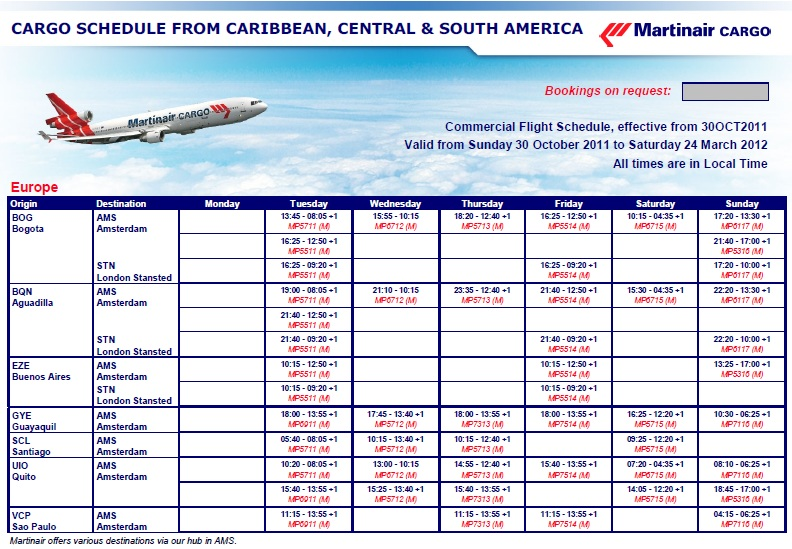 CARGO SCHEDULE FROM CARIBBEAN, CENTRAL & SOUTH AMERICA
Martinair CARGO
Martinair CARGO
Bookings on request:
Commercial Flight Schedule, effective from 30OCT2011
Valid from Sunday 30 October 2011 to Saturday 24 March 2012
All times are in Local Time
Europe
Origin Destination Monday Tuesday Wednesday Thursday Friday Saturday Sunday
BOG AMS 13:45 - 08:05 +1 15:55 - 10:15 18:20 - 12:40 +1 16:25 - 12:50 +1 10:15 - 04:35 +1 17:20 - 13:30 +1
Bogota Amsterdam MP5711 (M) MP6712 (M) MP5713 (M) MP5514 (M) MP6715 (M) MP6117 (M)
16:25 - 12:50 +1 21:40 - 17:00 +1
MP5511 (M) MP5316 (M)
STN 16:25 - 09:20 +1 16:25 - 09:20 +1 17:20 - 10:00 +1
London Stansted MP5511 (M) MP5514 (M) MP6117 (M)
BQN AMS 19:00 - 08:05 +1 21:10 - 10:15 23:35 - 12:40 +1 21:40 - 12:50 +1 15:30 - 04:35 +1 22:20 - 13:30 +1
Aguadilla Amsterdam MP5711 (M) MP6712 (M) MP5713 (M) MP5514 (M) MP6715 (M) MP6117 (M)
21:40 - 12:50 +1
MP5511 (M)
STN 21:40 - 09:20 +1 21:40 - 09:20 +1 22:20 - 10:00 +1
London Stansted MP5511 (M) MP5514 (M) MP6117 (M)
EZE AMS 10:15 - 12:50 +1 10:15 - 12:50 +1 13:25 - 17:00 +1
Buenos Aires Amsterdam MP5511 (M) MP5514 (M) MP5316 (M)
STN 10:15 - 09:20 +1 10:15 - 09:20 +1
London Stansted MP5511 (M) MP5514 (M)
GYE AMS 18:00 - 13:55 +1 17:45 - 13:40 +1 18:00 - 13:55 +1 18:00 - 13:55 +1 16:25 - 12:20 +1 10:30 - 06:25 +1
Guayaquil Amsterdam MP6911 (M) MP5712 (M) MP7313 (M) MP7514 (M) MP5715 (M) MP7116 (M)
SCL AMS 05:40 - 08:05 +1 10:15 - 13:40 +1 10:15 - 12:40 +1 09:25 - 12:20 +1
Santiago Amsterdam MP5711 (M) MP5712 (M) MP5713 (M) MP5715 (M)
UIO AMS 10:20 - 08:05 +1 13:00 - 10:15 14:55 - 12:40 +1 15:40 - 13:55 +1 07:20 - 04:35 +1 08:10 - 06:25 +1
Quito Amsterdam MP5711 (M) MP6712 (M) MP5713 (M) MP7514 (M) MP6715 (M) MP7116 (M)
15:40 - 13:55 +1 15:25 - 13:40 +1 15:40 - 13:55 +1 14:05 - 12:20 +1 18:45 - 17:00 +1
MP6911 (M) MP5712 (M) MP7313 (M) MP5715 (M) MP5316 (M)
VCP AMS 11:15 - 13:55 +1 11:15 - 13:55 +1 11:15 - 13:55 +1 04:15 - 06:25 +1
Sao Paulo Amsterdam MP6911 (M) MP7313 (M) MP7514 (M) MP7116 (M)
Martinair offers various destinations via our hub in AMS.